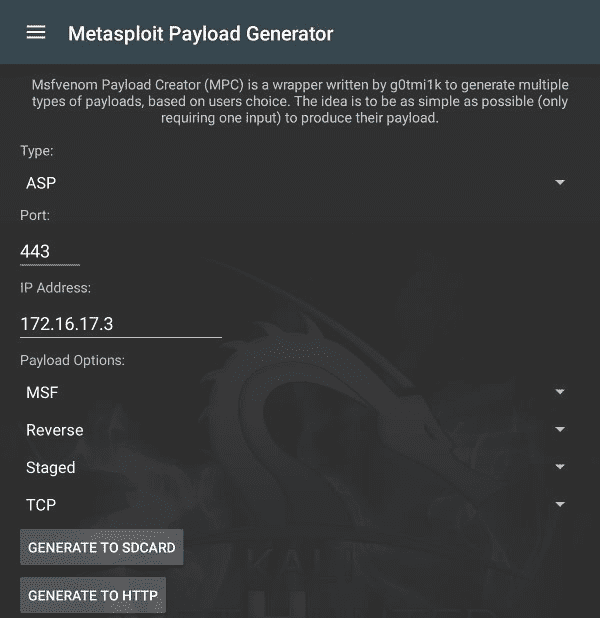 Metasploit Payload Generator
Msfvenom Payload Creator (MPC) is a wrapper written by g0tmi1k to generate multiple
types of payloads, based on users choice. The idea is to be as simple as possible (only
requiring one input) to produce their payload.
Type:
ASP
Port:
443
IP Address:
172.16.17.3
Payload Options:
MSF
Reverse
Staged
TCP
GENERATE TO SDCARD
KALI
GENERATE TO HTTP